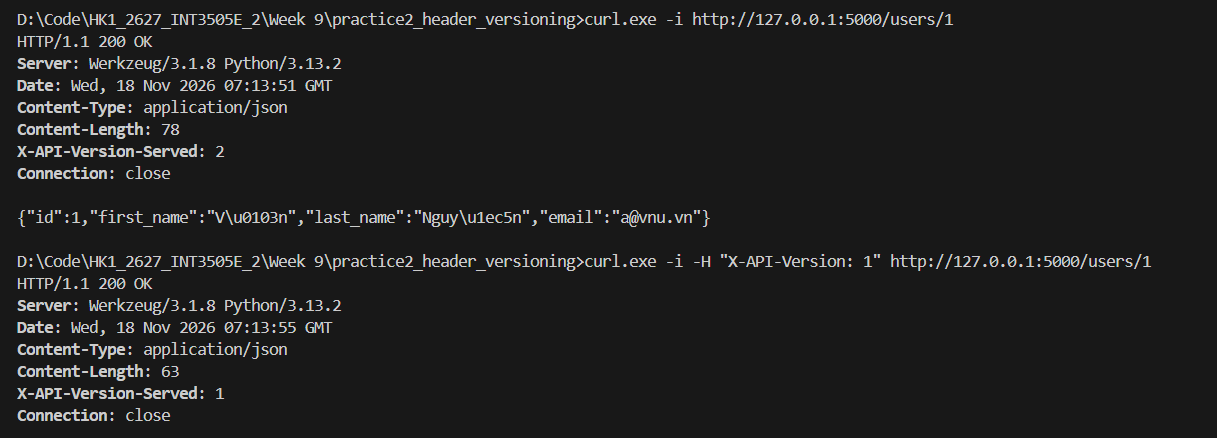 D:\Code\HK1_2627_INT3505E_2\Week 9\practice2_header_versioning>curl.exe -i http://127.0.0.1:5000/users/1
HTTP/1.1 200 OK
Server: Werkzeug/3.1.8 Python/3.13.2
Date: Wed, 18 Nov 2026 07:13:51 GMT
Content-Type: application/json
Content-Length: 78
X-API-Version-Served: 2
Connection: close

{"id":1,"first_name":"V\u0103n","last_name":"Nguy\u1ec5n","email":"a@vnu.vn"}

D:\Code\HK1_2627_INT3505E_2\Week 9\practice2_header_versioning>curl.exe -i -H "X-API-Version: 1" http://127.0.0.1:5000/users/1
HTTP/1.1 200 OK
Server: Werkzeug/3.1.8 Python/3.13.2
Date: Wed, 18 Nov 2026 07:13:55 GMT
Content-Type: application/json
Content-Length: 63
X-API-Version-Served: 1
Connection: close